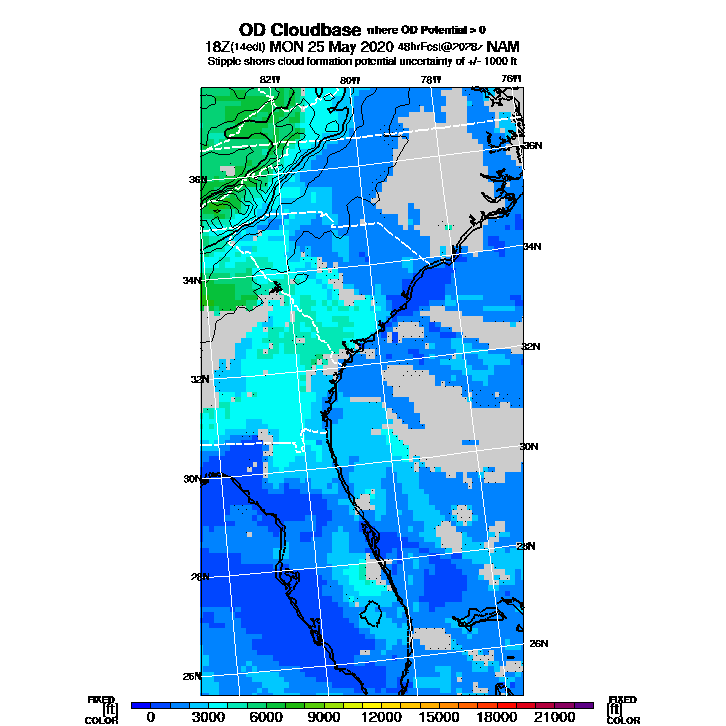 OD Cloudbase where OD Potential > 0
18Z(14edt) MON 25 May 2020 48hrFcst@2028z NAM
Stipple shows cloud formation potential uncertainty of +/- 1000 ft
82W 80W 78W 76W
36N
36N
34N
34N
32N
32N
30N
30N
28N
28N
26N
26N
FIXED FIXED
[ft] [ft]
COLOR 0 3000 6000 9000 12000 15000 18000 21000 COLOR